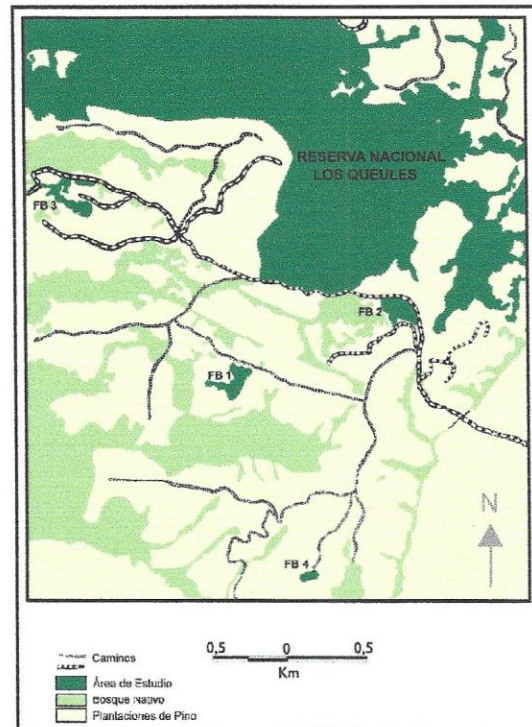 RESERVA NACIONAL
LOS QUEULES
FB 3
FB 2
FB 1
FB 4
N
0,5 0 0,5
Km
Caminos
Área de Estudio
Bosque Nativo
Plantaciones de Pino